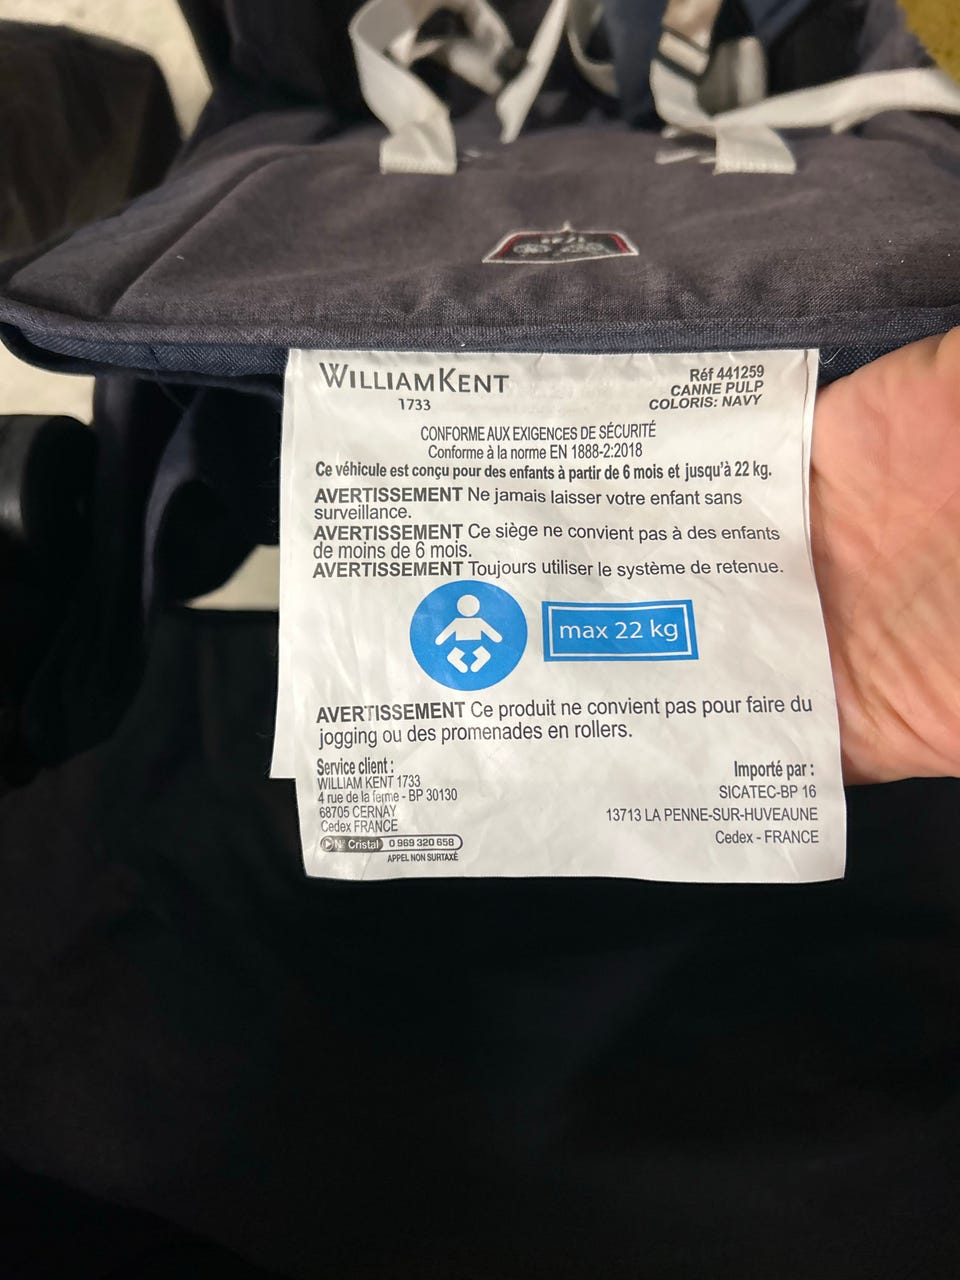 WILLIAMKENT
1733
Réf 441259
CANNE PULP
COLORIS: NAVY
CONFORME AUX EXIGENCES DE SÉCURITÉ
Conforme à la norme EN 1888-2:2018
Ce véhicule est conçu pour des enfants à partir de 6 mois et jusqu'à 22 kg.
AVERTISSEMENT Ne jamais laisser votre enfant sans
surveillance.
AVERTISSEMENT Ce siège ne convient pas à des enfants
de moins de 6 mois.
AVERTISSEMENT Toujours utiliser le système de retenue.
max 22 kg
AVERTISSEMENT Ce produit ne convient pas pour faire du
jogging ou des promenades en rollers.
Service client :
WILLIAM KENT 1733
4 rue de la ferme - BP 30130
68705 CERNAY
Cedex FRANCE
N° Cristal 0 969 320 658
APPEL NON SURTAXÉ
Importé par :
SICATEC-BP 16
13713 LA PENNE-SUR-HUVEAUNE
Cedex - FRANCE